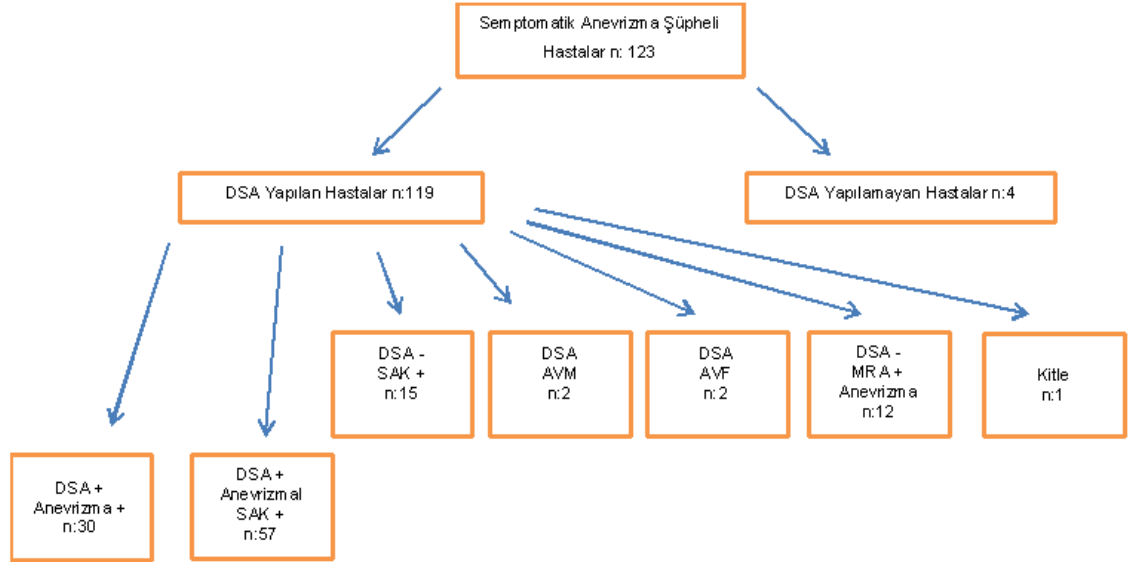 Semptomatik Anevrizma Şüpheli
Hastalar n: 123
DSA Yapılan Hastalar n:119
DSA Yapılamayan Hastalar n:4
DSA -
SAK +
n:15
DSA
AVM
n:2
DSA
AVF
n:2
DSA -
MRA +
Anevrizma
n:12
Kitle
n:1
DSA +
Anevrizma +
n:30
DSA +
Anevrizmal
SAK +
n:57